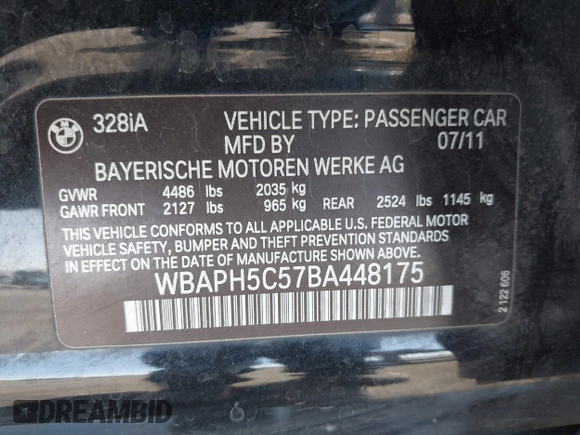 328iA VEHICLE TYPE: PASSENGER CAR
MFD BY 07/11
BAYERISCHE MOTOREN WERKE AG
GVWR 4486 lbs 2035 kg
GAWR FRONT 2127 lbs 965 kg REAR 2524 lbs 1145 kg
THIS VEHICLE CONFORMS TO ALL APPLICABLE U.S. FEDERAL MOTOR
VEHICLE SAFETY, BUMPER AND THEFT PREVENTION STANDARDS
IN EFFECT ON THE DATE OF MANUFACTURE SHOWN ABOVE.
WBAPH5C57BA448175
2 122 606
DREAMBID